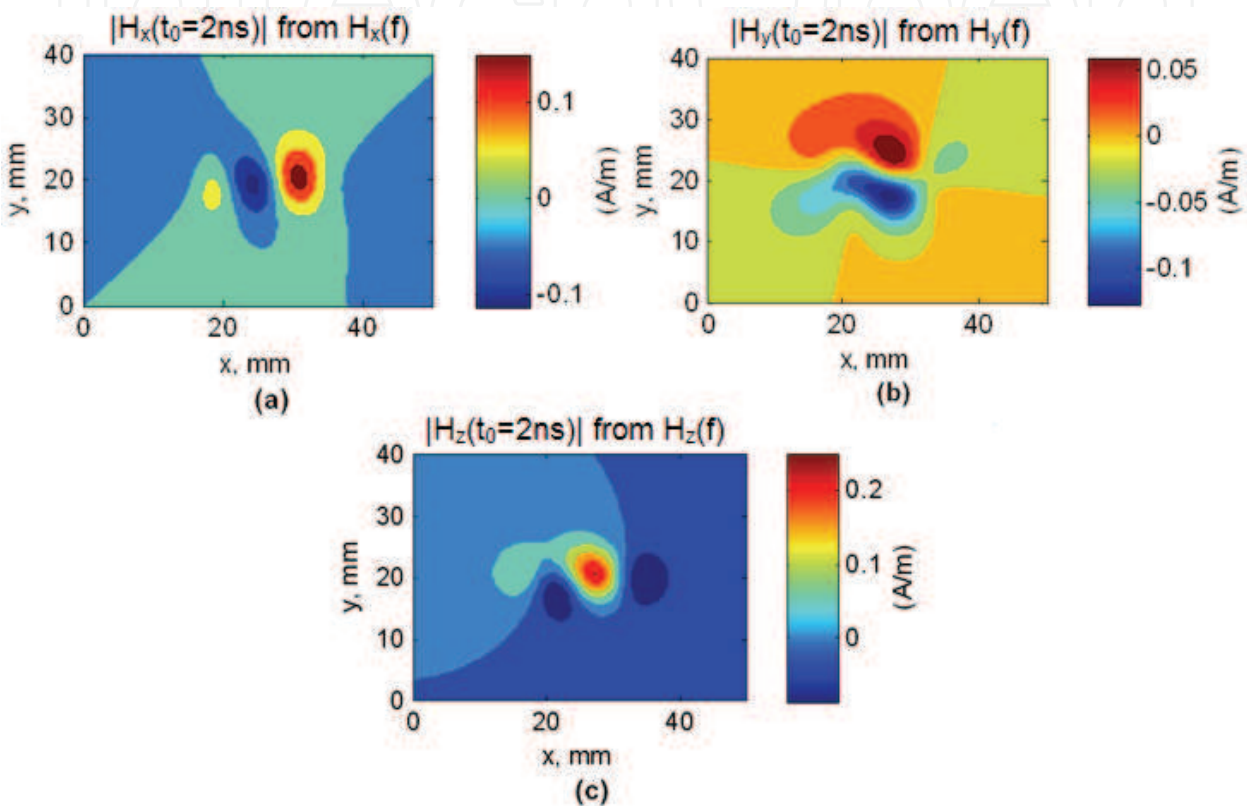 |Hx(t0=2ns)| from Hx(f)
40
30
20
10
0
y, mm
0 20 40
x, mm
0.1
0
-0.1
(A/m)
(a)
|Hy(t0=2ns)| from Hy(f)
40
30
20
10
0
y, mm
0 20 40
x, mm
0.05
0
-0.05
-0.1
(A/m)
(b)
|Hz(t0=2ns)| from Hz(f)
40
30
20
10
0
y, mm
0 20 40
x, mm
0.2
0.1
0
(A/m)
(c)